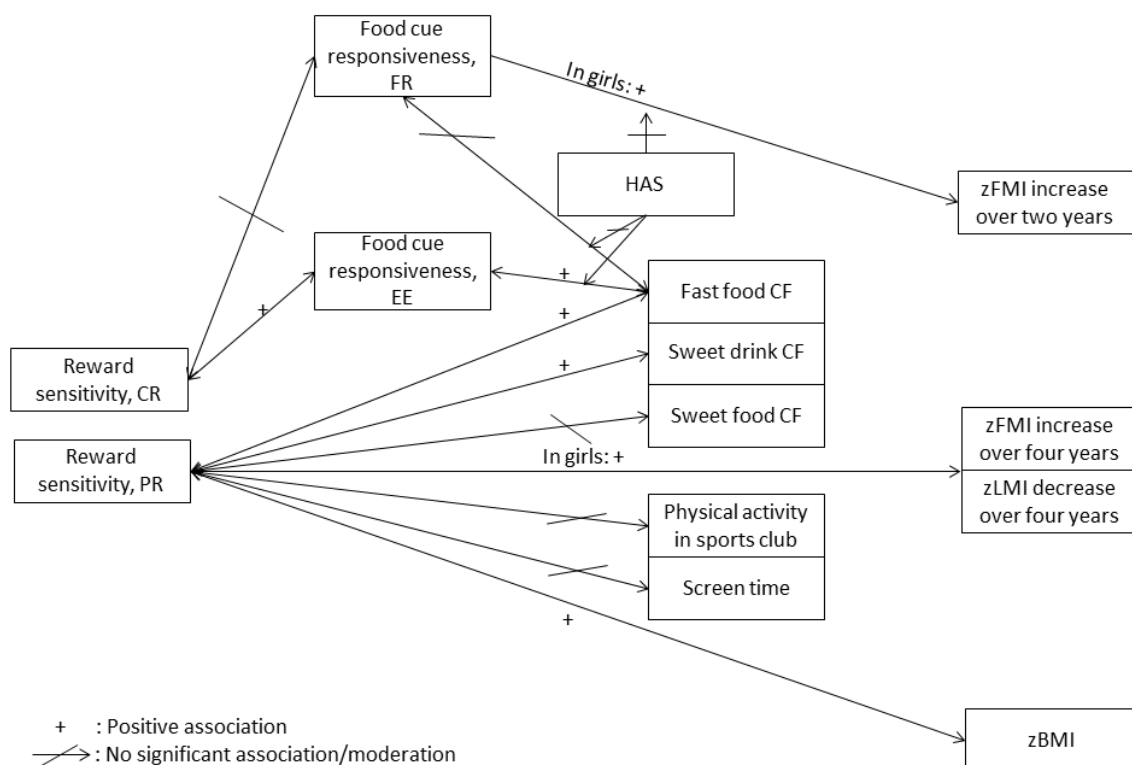 Food cue
responsiveness,
FR
In girls: +
HAS
zFMI increase
over two years
Food cue
responsiveness,
EE
+
+
Fast food CF
+
Reward
sensitivity, CR
+
Sweet drink CF
Sweet food CF
Reward
sensitivity, PR
In girls: +
zFMI increase
over four years
zLMI decrease
over four years
Physical activity
in sports club
Screen time
+
zBMI
+ : Positive association
: No significant association/moderation